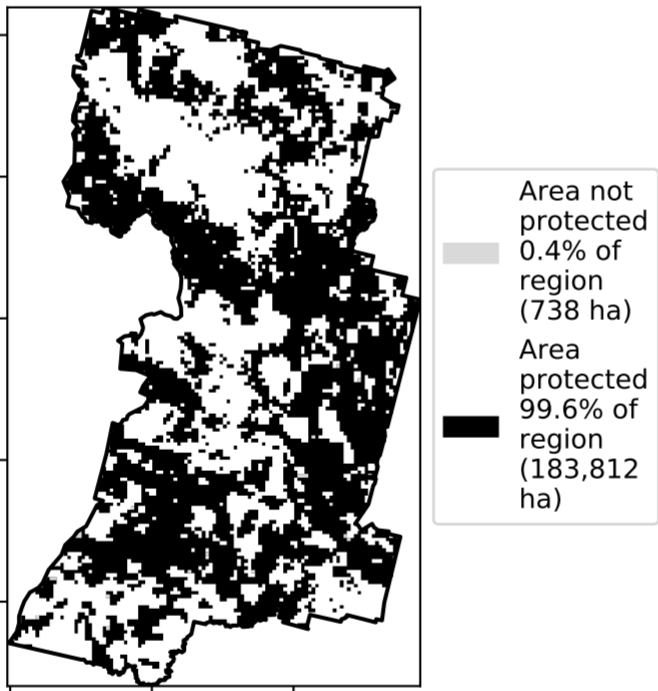 Area not
protected
0.4% of
region
(738 ha)
Area
protected
99.6% of
region
(183,812
ha)